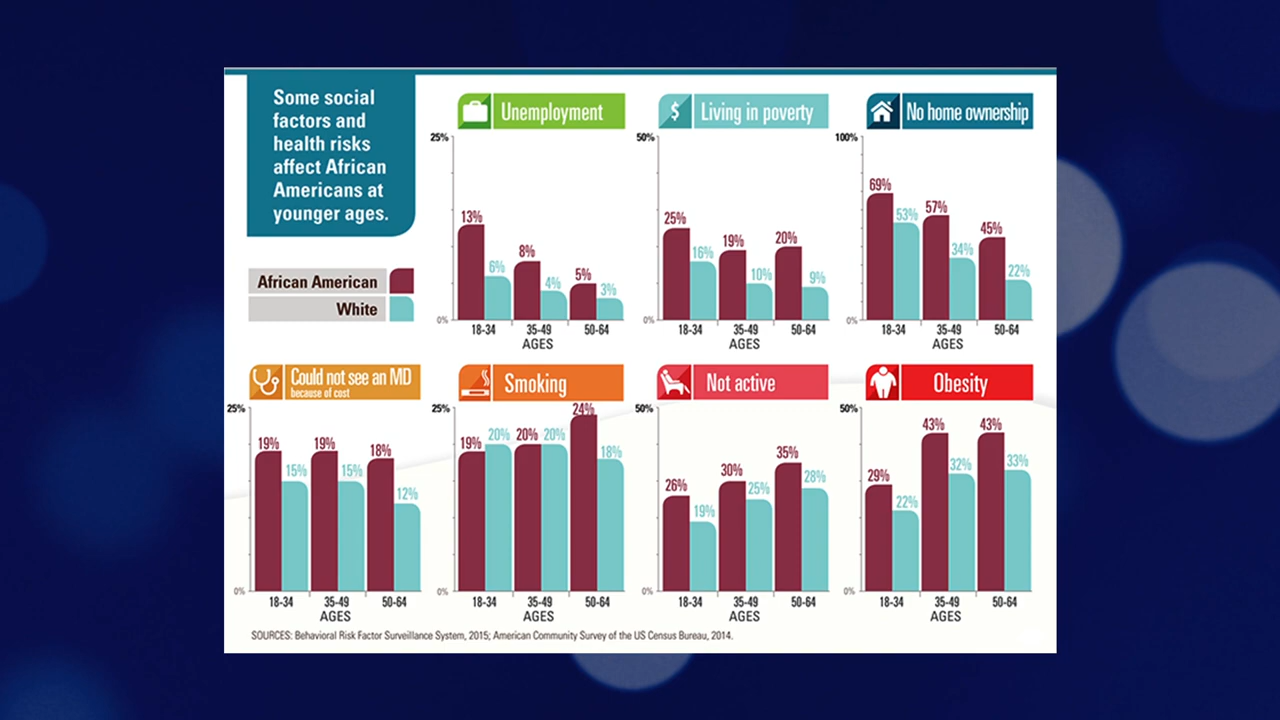 Some social
factors and
health risks
affect African
Americans at
younger ages.
African American
White
Unemployment
25%
13%
6%
8%
4%
5%
3%
0%
18-34 35-49 50-64
AGES
$ Living in poverty
50%
25%
16%
19%
10%
20%
9%
0%
18-34 35-49 50-64
AGES
No home ownership
100%
69%
53%
57%
34%
45%
22%
0%
18-34 35-49 50-64
AGES
Could not see an MD
because of cost
25%
19%
15%
19%
15%
18%
12%
0%
18-34 35-49 50-64
AGES
Smoking
25%
19%
20%
20%
20%
24%
18%
0%
18-34 35-49 50-64
AGES
Not active
50%
26%
19%
30%
25%
35%
28%
0%
18-34 35-49 50-64
AGES
Obesity
50%
29%
22%
43%
32%
43%
33%
0%
18-34 35-49 50-64
AGES
SOURCES: Behavioral Risk Factor Surveillance System, 2015; American Community Survey of the US Census Bureau, 2014.